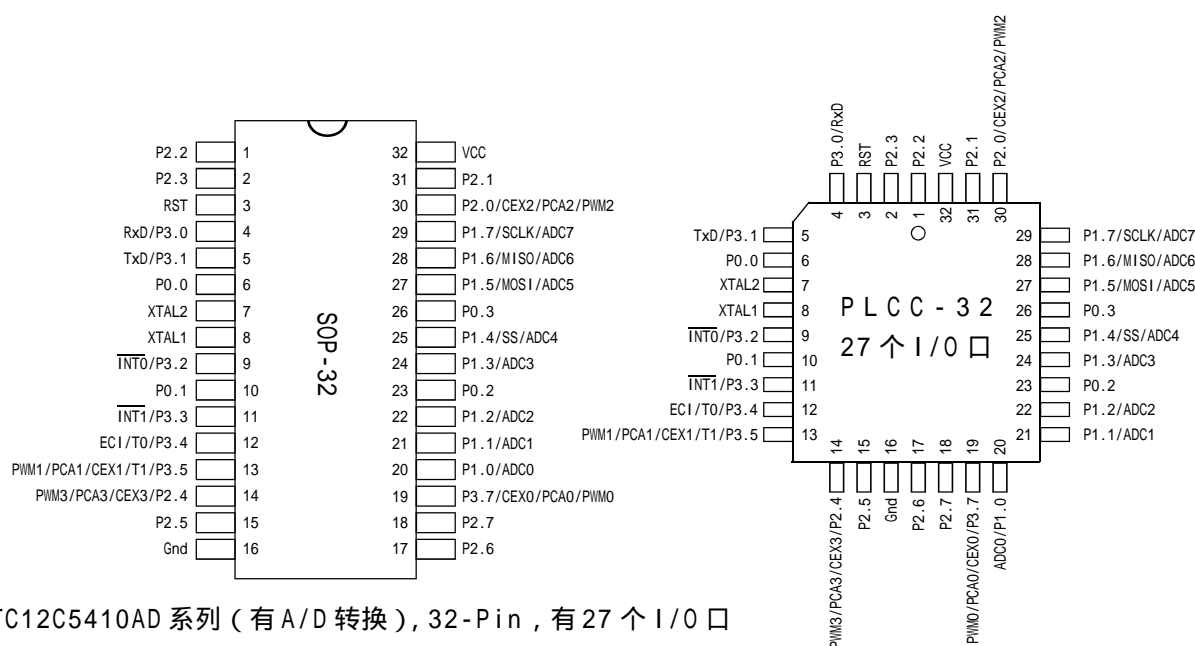 P2.2 1 32 VCC
P2.3 2 31 P2.1
RST 3 30 P2.0/CEX2/PCA2/PWM2
RxD/P3.0 4 29 P1.7/SCLK/ADC7
TxD/P3.1 5 28 P1.6/MISO/ADC6
P0.0 6 27 P1.5/MOSI/ADC5
XTAL2 7 26 P0.3
XTAL1 8 25 P1.4/SS/ADC4
INT0/P3.2 9 24 P1.3/ADC3
P0.1 10 23 P0.2
INT1/P3.3 11 22 P1.2/ADC2
ECI/T0/P3.4 12 21 P1.1/ADC1
PWM1/PCA1/CEX1/T1/P3.5 13 20 P1.0/ADC0
PWM3/PCA3/CEX3/P2.4 14 19 P3.7/CEX0/PCA0/PWM0
P2.5 15 18 P2.7
Gnd 16 17 P2.6
SOP-32
P3.0/RxD
RST
P2.3
P2.2
VCC
P2.1
P2.0/CEX2/PCA2/PWM2
4 3 2 1 32 31 30
TxD/P3.1 5 29 P1.7/SCLK/ADC7
P0.0 6 28 P1.6/MISO/ADC6
XTAL2 7 27 P1.5/MOSI/ADC5
XTAL1 8 26 P0.3
INT0/P3.2 9 25 P1.4/SS/ADC4
P0.1 10 24 P1.3/ADC3
INT1/P3.3 11 23 P0.2
ECI/T0/P3.4 12 22 P1.2/ADC2
PWM1/PCA1/CEX1/T1/P3.5 13 21 P1.1/ADC1
PLCC-32
27个I/O口
14 15 16 17 18 19 20
PWM3/PCA3/CEX3/P2.4
P2.5
Gnd
P2.6
P2.7
PWM0/PCA0/CEX0/P3.7
ADC0/P1.0
TC12C5410AD系列（有A/D转换）, 32-Pin，有27个I/O口